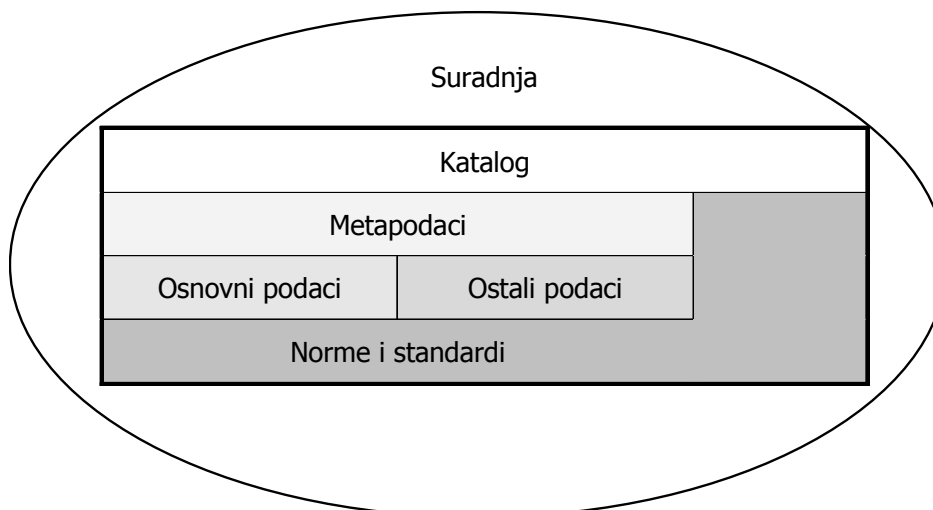 Suradnja
Katalog
Metapodaci
Osnovni podaci
Ostali podaci
Norme i standardi